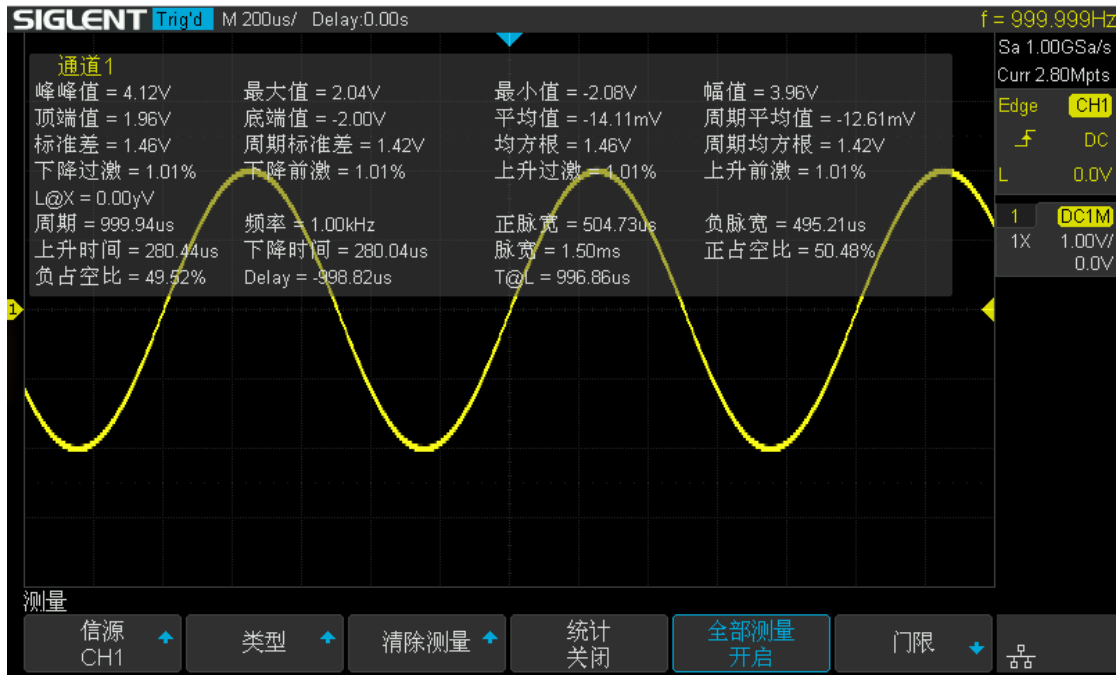 SIGLENT Trig'd M 200us/ Delay:0.00s f = 999.999Hz
Sa 1.00GSa/s
Curr 2.80Mpts
Edge CH1
DC
L 0.0V
1 DC1M
1X 1.00V/
0.0V
通道1
峰峰值 = 4.12V 最大值 = 2.04V 最小值 = -2.08V 幅值 = 3.96V
顶端值 = 1.96V 底端值 = -2.00V 平均值 = -14.11mV 周期平均值 = -12.61mV
标准差 = 1.46V 周期标准差 = 1.42V 均方根 = 1.46V 周期均方根 = 1.42V
下降过激 = 1.01% 下降前激 = 1.01% 上升过激 = 1.01% 上升前激 = 1.01%
L@X = 0.00yV
周期 = 999.94us 频率 = 1.00kHz 正脉宽 = 504.73us 负脉宽 = 495.21us
上升时间 = 280.44us 下降时间 = 280.04us 脉宽 = 1.50ms 正占空比 = 50.48%
负占空比 = 49.52% Delay = -998.82us T@L = 996.86us
1
测量
信源 CH1
类型
清除测量
统计 关闭
全部测量 开启
门限